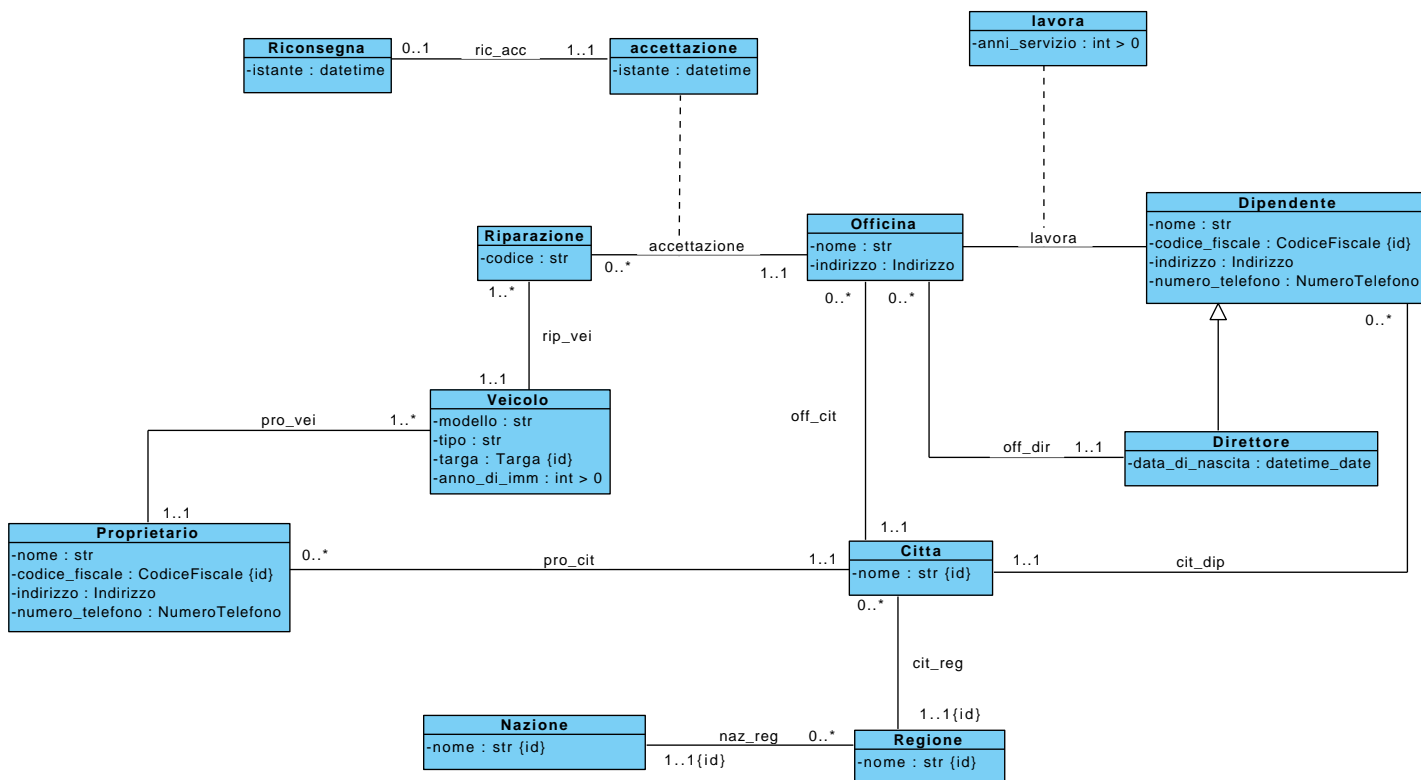 lavora
-anni_servizio : int > 0
Riconsegna
-istante : datetime
0..1
ric_acc
1..1
accettazione
-istante : datetime
Riparazione
-codice : str
0..*
accettazione
1..1
Officina
-nome : str
-indirizzo : Indirizzo
lavora
Dipendente
-nome : str
-codice_fiscale : CodiceFiscale {id}
-indirizzo : Indirizzo
-numero_telefono : NumeroTelefono
1..*
0..*
0..*
0..*
rip_vei
1..1
Veicolo
-modello : str
-tipo : str
-targa : Targa {id}
-anno_di_imm : int > 0
pro_vei
1..*
off_cit
off_dir
1..1
Direttore
-data_di_nascita : datetime_date
1..1
Proprietario
-nome : str
-codice_fiscale : CodiceFiscale {id}
-indirizzo : Indirizzo
-numero_telefono : NumeroTelefono
0..*
pro_cit
1..1
1..1
Citta
-nome : str {id}
1..1
cit_dip
0..*
cit_reg
1..1{id}
Nazione
-nome : str {id}
naz_reg
0..*
1..1{id}
Regione
-nome : str {id}